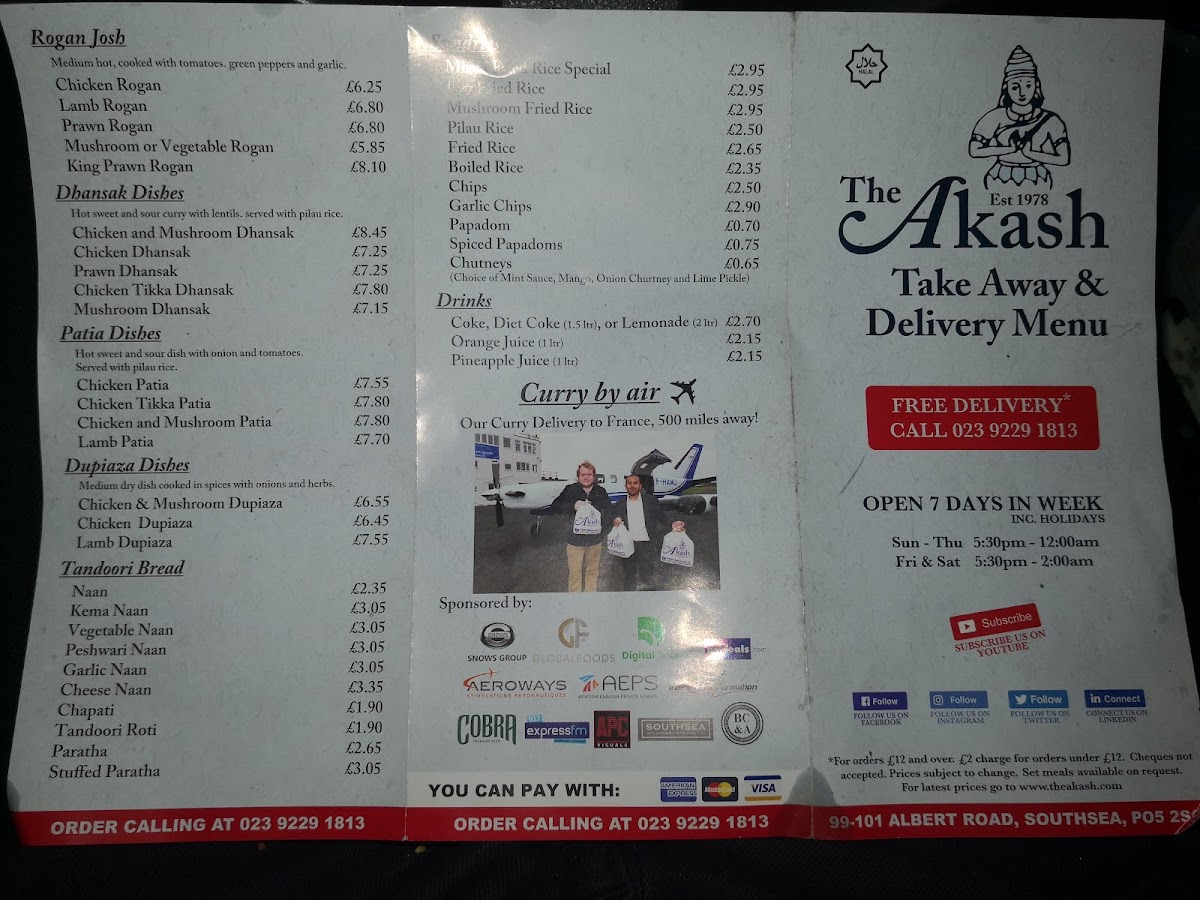 Rogan Josh
Medium hot, cooked with tomatoes. green peppers and garlic.
Chicken Rogan £6.25
Lamb Rogan £6.80
Prawn Rogan £6.80
Mushroom or Vegetable Rogan £5.85
King Prawn Rogan £8.10
Dhansak Dishes
Hot sweet and sour curry with lentils. served with pilau rice.
Chicken and Mushroom Dhansak £8.45
Chicken Dhansak £7.25
Prawn Dhansak £7.25
Chicken Tikka Dhansak £7.80
Mushroom Dhansak £7.15
Patia Dishes
Hot sweet and sour dish with onion and tomatoes.
Served with pilau rice.
Chicken Patia £7.55
Chicken Tikka Patia £7.80
Chicken and Mushroom Patia £7.80
Lamb Patia £7.70
Dupiaza Dishes
Medium dry dish cooked in spices with onions and herbs.
Chicken & Mushroom Dupiaza £6.55
Chicken Dupiaza £6.45
Lamb Dupiaza £7.55
Tandoori Bread
Naan £2.35
Kema Naan £3.05
Vegetable Naan £3.05
Peshwari Naan £3.05
Garlic Naan £3.05
Cheese Naan £3.35
Chapati £1.90
Tandoori Roti £1.90
Paratha £2.65
Stuffed Paratha £3.05
ORDER CALLING AT 023 9229 1813
Rice Special £2.95
Rice £2.95
Mushroom Fried Rice £2.95
Pilau Rice £2.50
Fried Rice £2.65
Boiled Rice £2.35
Chips £2.50
Garlic Chips £2.90
Papadom £0.70
Spiced Papadoms £0.75
Chutneys £0.65
(Choice of Mint Sauce, Mango, Onion Churtney and Lime Pickle)
Drinks
Coke, Diet Coke (1.5 ltr), or Lemonade (2 ltr) £2.70
Orange Juice (1 ltr) £2.15
Pineapple Juice (1 ltr) £2.15
Curry by air
Our Curry Delivery to France, 500 miles away!
F-HAMJ
Akash
The Akash
Sponsored by:
SNOWS GROUP
GF GLOBALFOODS
Digital
AEROWAYS
STIMULATIONS AERONAUTIQUES
AEPS
COBRA
expressfm
APC VISUALS
SOUTHSEA
BC &A
YOU CAN PAY WITH:
AMERICAN EXPRESS
MasterCard
VISA
ORDER CALLING AT 023 9229 1813
حلال
HALAL
Est 1978
The Akash
Take Away &
Delivery Menu
FREE DELIVERY*
CALL 023 9229 1813
OPEN 7 DAYS IN WEEK
INC. HOLIDAYS
Sun - Thu 5:30pm - 12:00am
Fri & Sat 5:30pm - 2:00am
Subscribe
SUBSCRIBE US ON
YOUTUBE
Follow
FOLLOW US ON
FACEBOOK
Follow
FOLLOW US ON
INSTAGRAM
Follow
FOLLOW US ON
TWITTER
in Connect
CONNECT US ON
LINKEDIN
*For orders £12 and over. £2 charge for orders under £12. Cheques not
accepted. Prices subject to change. Set meals available on request.
For latest prices go to www.theakash.com
99-101 ALBERT ROAD, SOUTHSEA, PO5